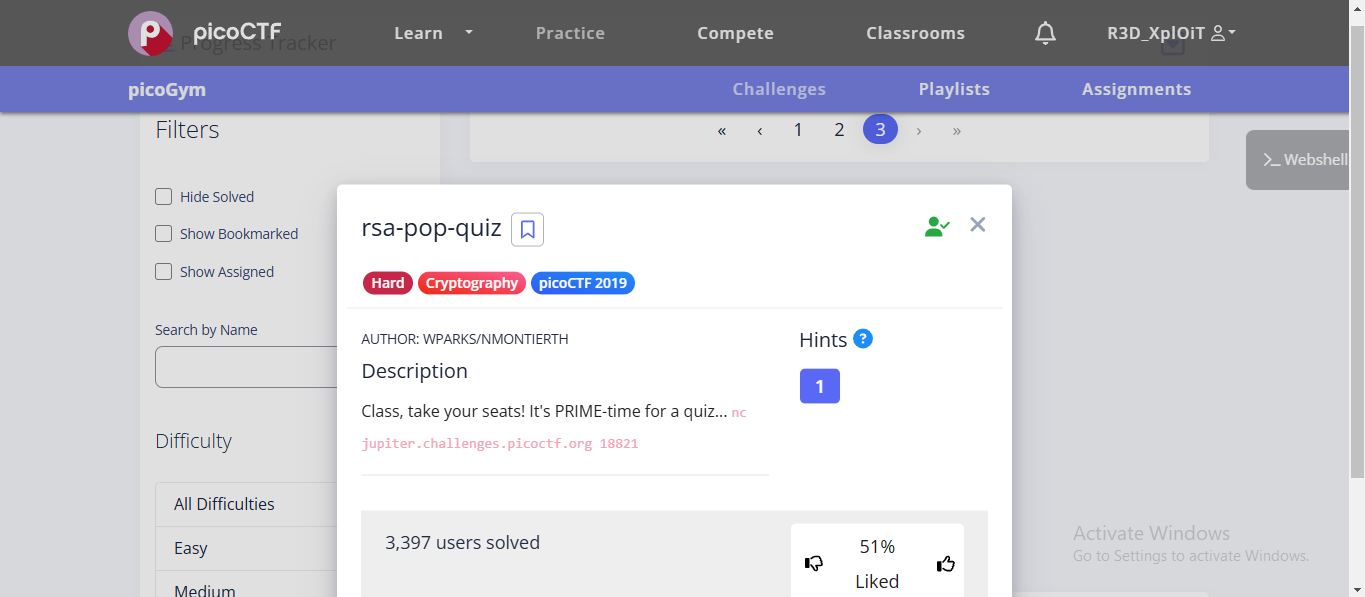 picoCTF
Learn
Practice
Compete
Classrooms
R3D_XplOiT
Progress Tracker
picoGym
Challenges
Playlists
Assignments
Filters
« ‹ 1 2 3 › »
>_ Webshell
Hide Solved
Show Bookmarked
Show Assigned
Search by Name
Difficulty
All Difficulties
Easy
Medium
rsa-pop-quiz
Hard Cryptography picoCTF 2019
AUTHOR: WPARKS/NMONTIERTH
Description
Class, take your seats! It's PRIME-time for a quiz... nc
jupiter.challenges.picoctf.org 18821
Hints ?
1
3,397 users solved
51%
Liked
Activate Windows
Go to Settings to activate Windows.